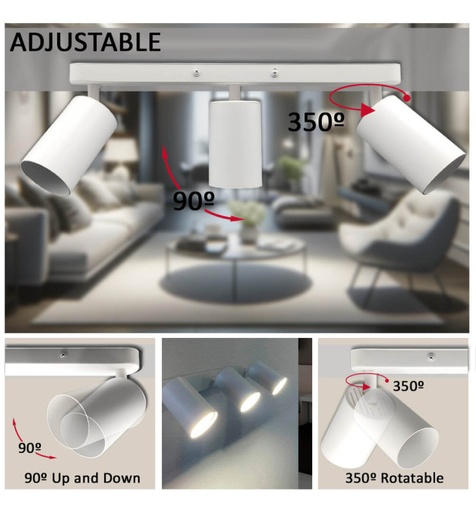 ADJUSTABLE
350º
90º
90º
90º Up and Down
350º
350º Rotatable